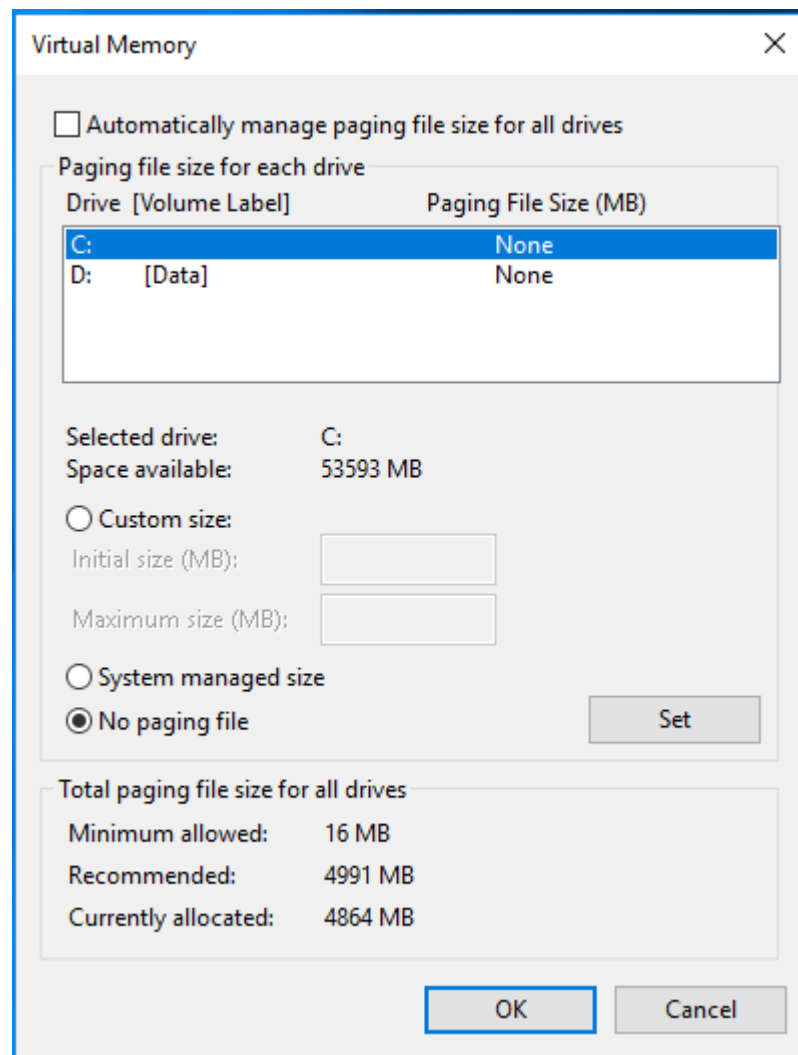 Virtual Memory
Automatically manage paging file size for all drives
Paging file size for each drive
Drive [Volume Label] Paging File Size (MB)
C: None
D: [Data] None
Selected drive: C:
Space available: 53593 MB
Custom size:
Initial size (MB):
Maximum size (MB):
System managed size
No paging file Set
Total paging file size for all drives
Minimum allowed: 16 MB
Recommended: 4991 MB
Currently allocated: 4864 MB
OK Cancel